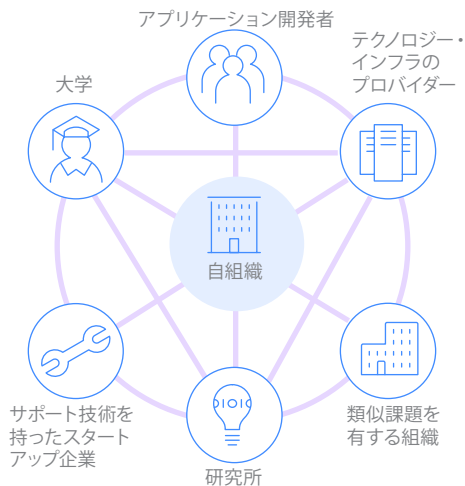 アプリケーション開発者
テクノロジー・
インフラの
プロバイダー
大学
自組織
サポート技術を
持ったスタート
アップ企業
類似課題を
有する組織
研究所